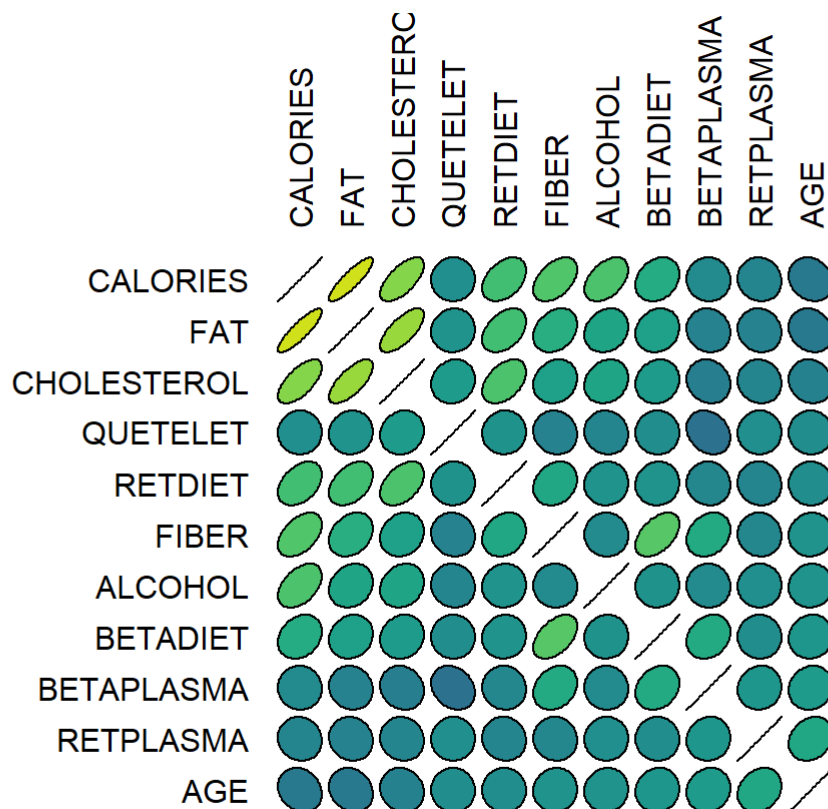 CALORIES
FAT
CHOLESTERC
QUETELET
RETDIET
FIBER
ALCOHOL
BETADIET
BETAPLASMA
RETPLASMA
AGE
CALORIES
FAT
CHOLESTEROL
QUETELET
RETDIET
FIBER
ALCOHOL
BETADIET
BETAPLASMA
RETPLASMA
AGE